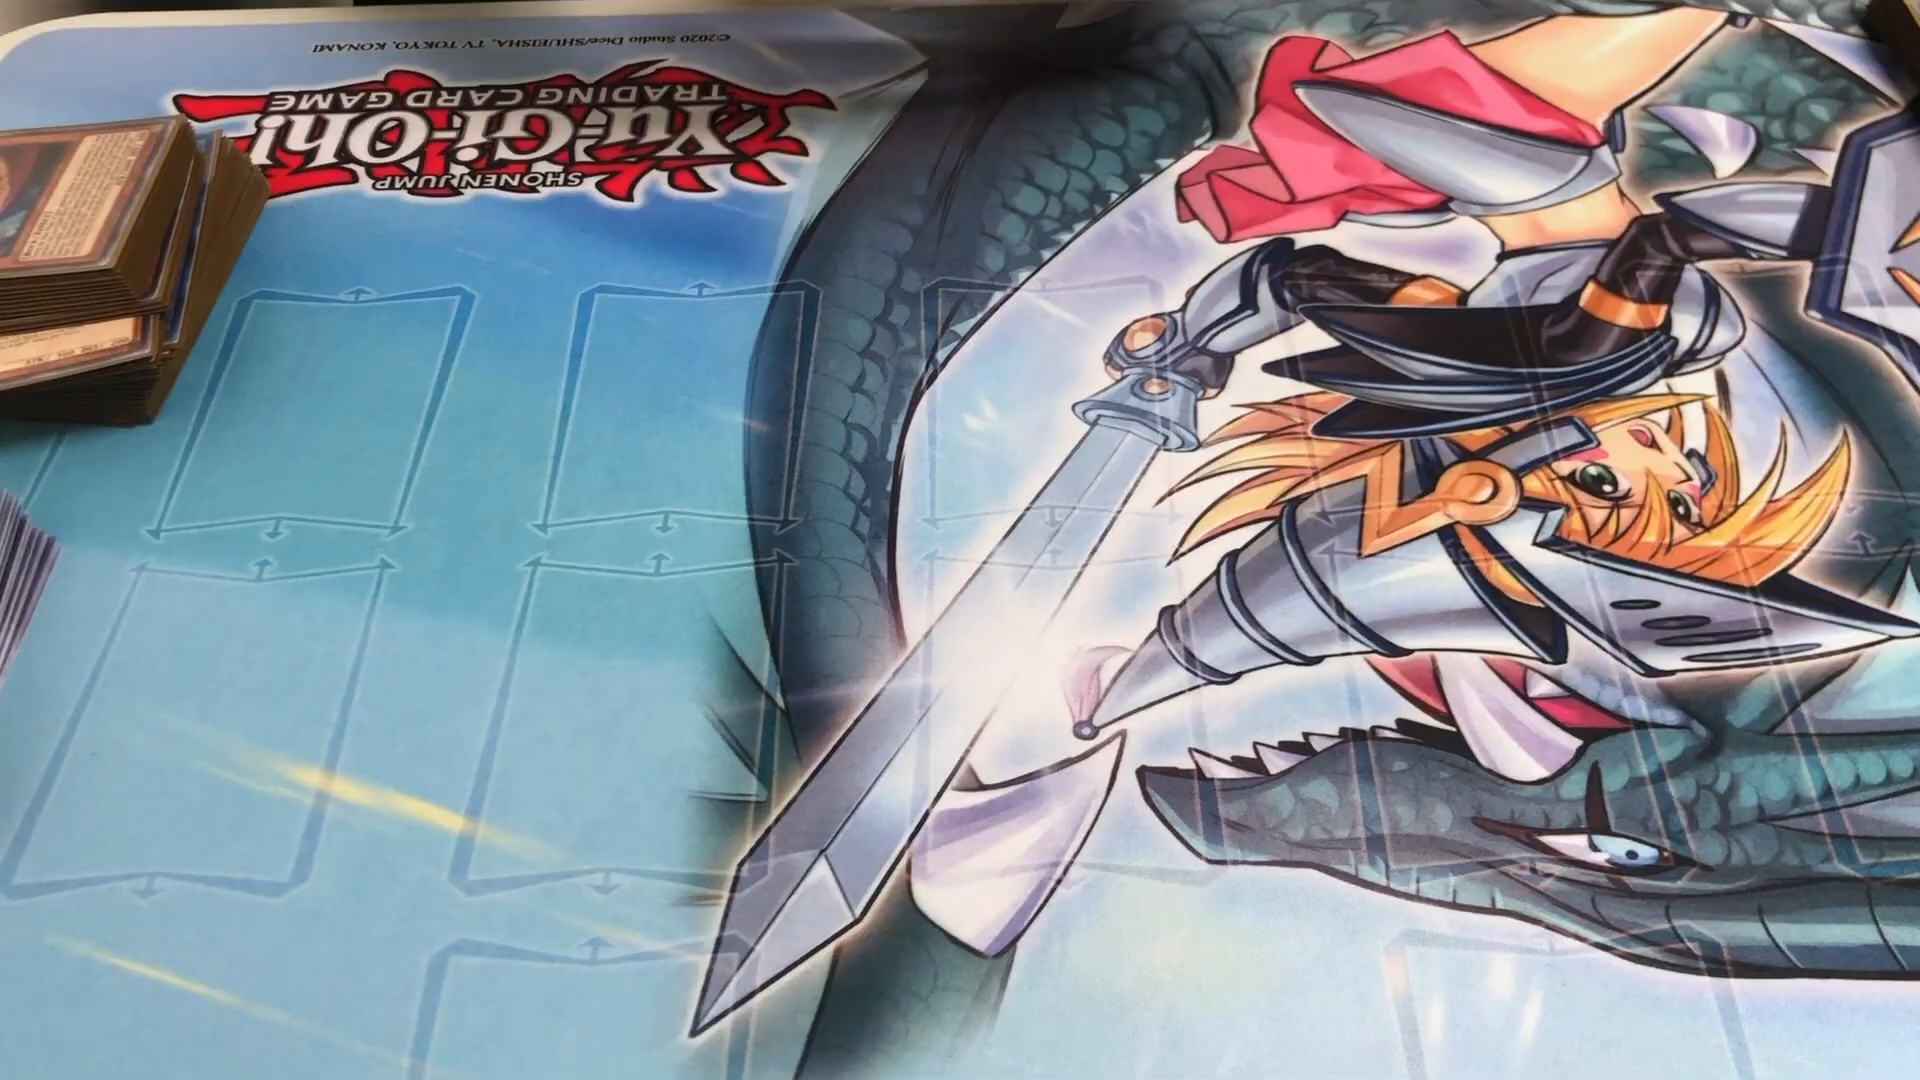 SHONEN JUMP
Yu-Gi-Oh!
TRADING CARD GAME
©2020 Studio Dice/SHUEISHA, TV TOKYO, KONAMI